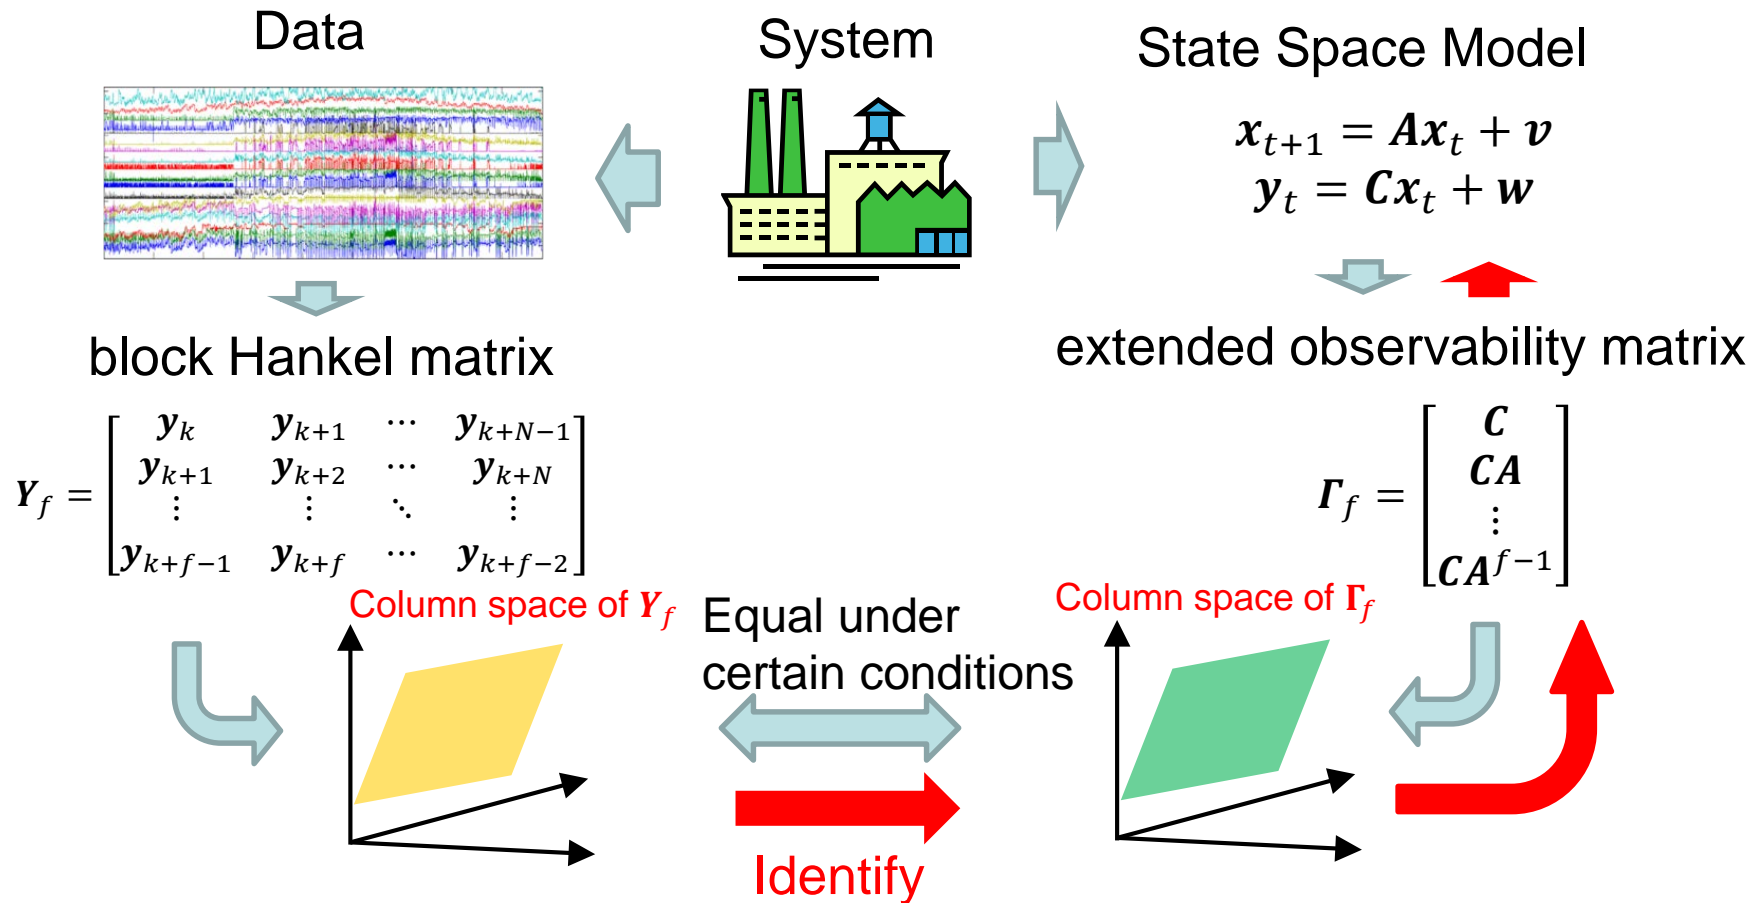 Data
System
State Space Model
x_{t+1} = Ax_t + v
y_t = Cx_t + w
block Hankel matrix
extended observability matrix
Y_f = [y_k y_{k+1} ⋯ y_{k+N−1}
y_{k+1} y_{k+2} ⋯ y_{k+N}
⋮ ⋮ ⋱ ⋮
y_{k+f−1} y_{k+f} ⋯ y_{k+f−2}]
Γ_f = [C
CA
⋮
CA^{f−1}]
Column space of Y_f
Equal under
certain conditions
Column space of Γ_f
Identify